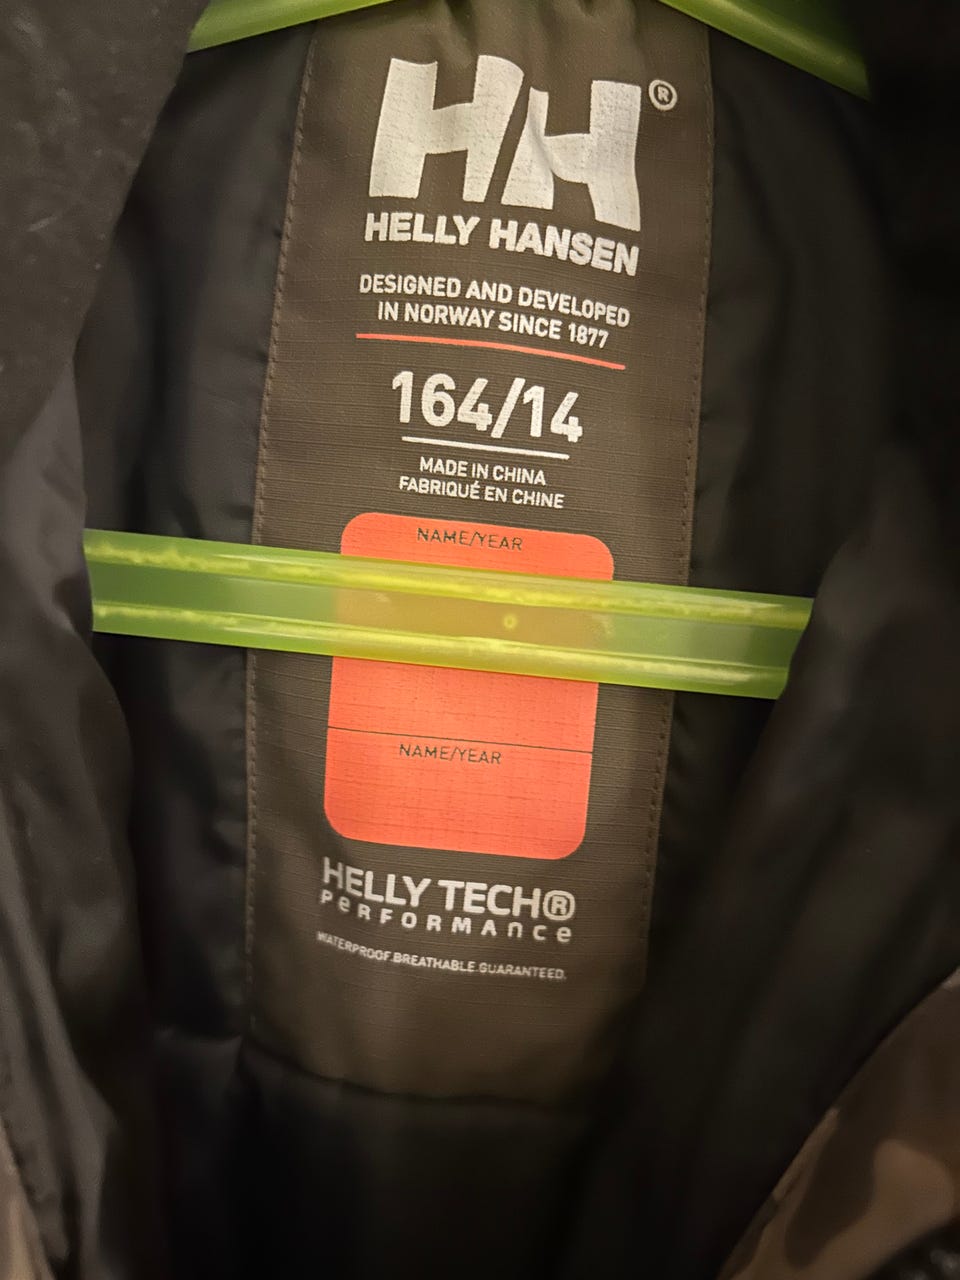 HH®
HELLY HANSEN
DESIGNED AND DEVELOPED
IN NORWAY SINCE 1877
164/14
MADE IN CHINA
FABRIQUÉ EN CHINE
NAME/YEAR
NAME/YEAR
HELLY TECH®
PeRFORMAnce
WATERPROOF.BREATHABLE.GUARANTEED.